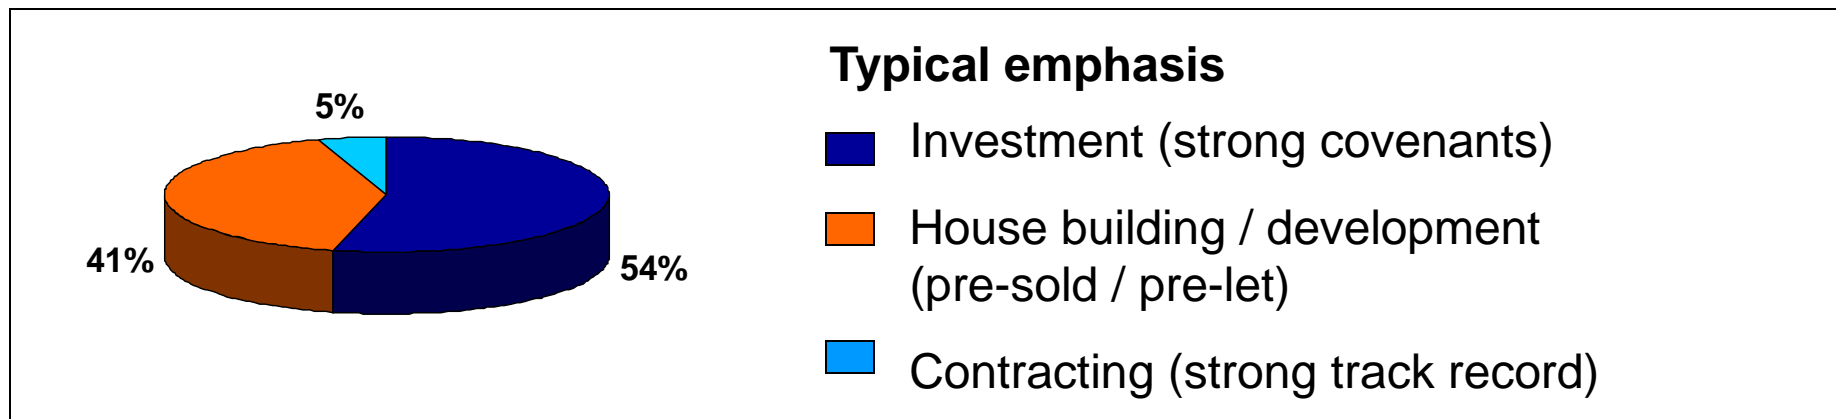 5%
41%
54%
Typical emphasis
Investment (strong covenants)
House building / development
(pre-sold / pre-let)
Contracting (strong track record)